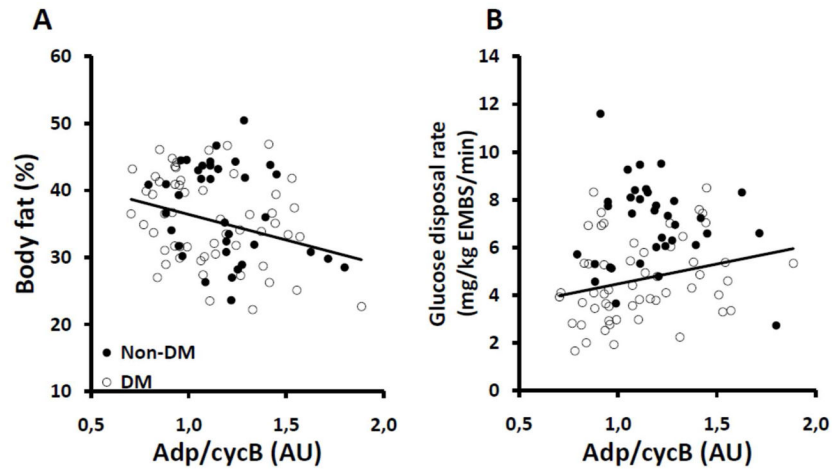 A
60
50
40
30
20
10
Body fat (%)
Non-DM
DM
0,5 1,0 1,5 2,0
Adp/cycB (AU)
B
14
12
10
8
6
4
2
0
Glucose disposal rate
(mg/kg EMBS/min)
0,5 1,0 1,5 2,0
Adp/cycB (AU)